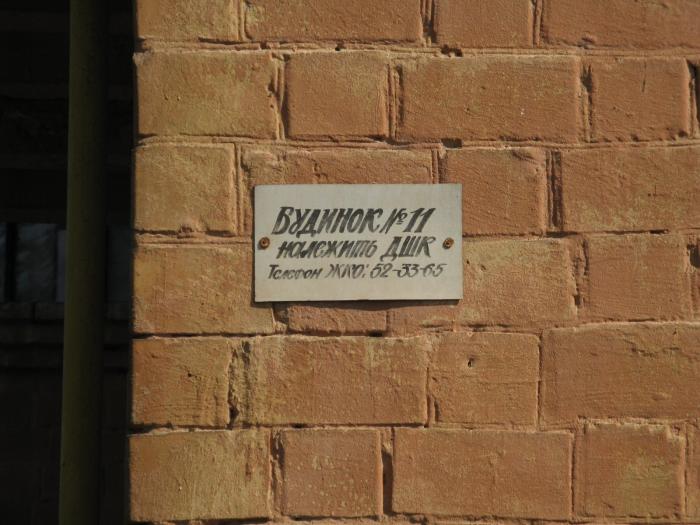 Будинок №11
належить ДШК
Телефон ЖКО: 52-33-65